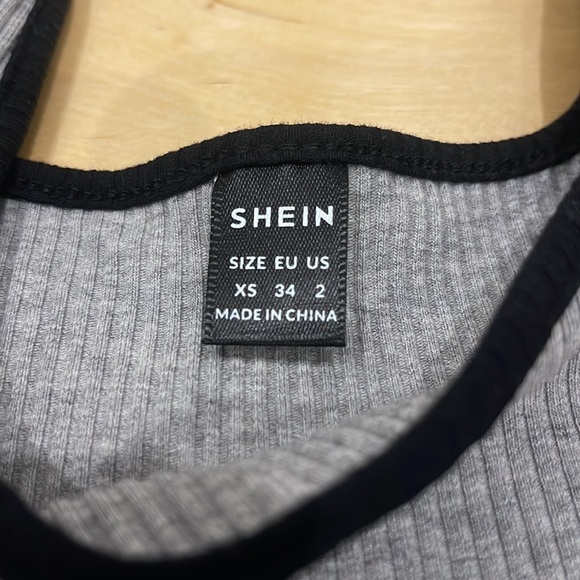 SHEIN
SIZE EU US
XS 34 2
MADE IN CHINA